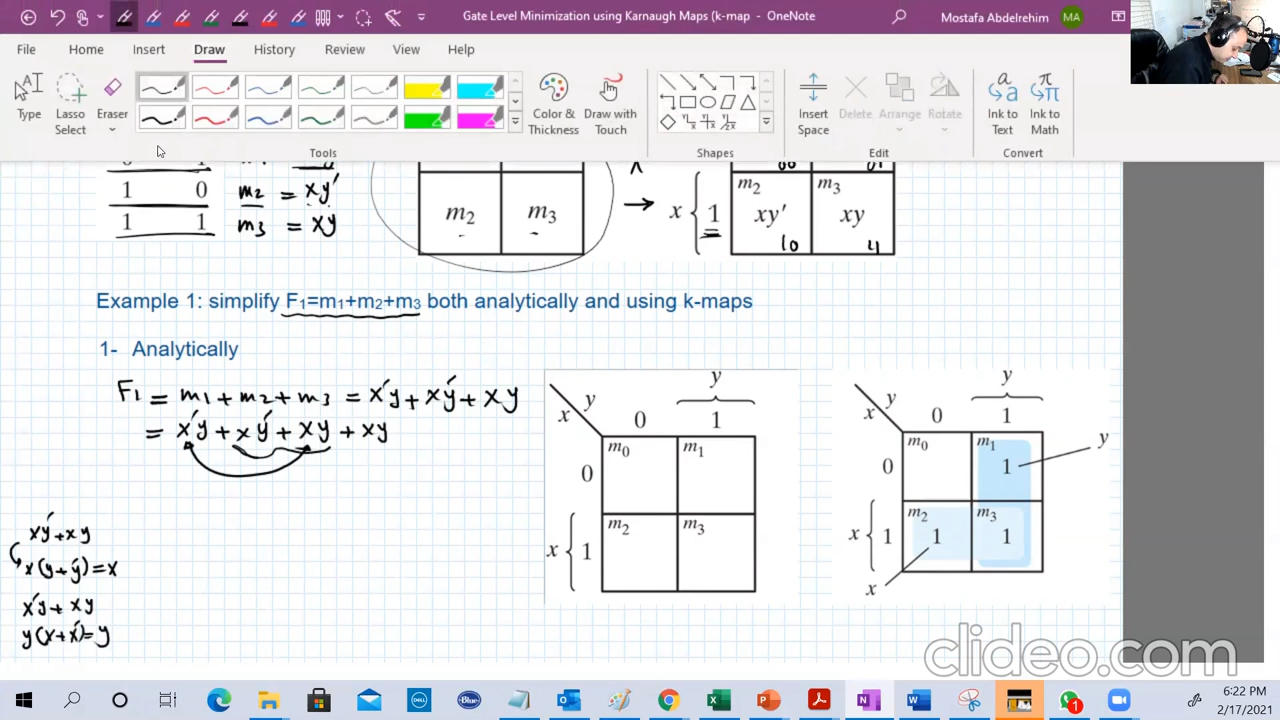 Gate Level Minimization using Karnaugh Maps (k-map - OneNote
Mostafa Abdelrehim
MA
File Home Insert Draw History Review View Help
Type
Lasso Select
Eraser
Color & Thickness
Draw with Touch
Insert Space
Delete
Arrange
Rotate
Ink to Text
Ink to Math
Tools
Shapes
Edit
Convert
1 0 m2 = xy'
1 1 m3 = xy
m2 m3
x { 1
m2 xy' 10
m3 xy 11
Example 1: simplify F1=m1+m2+m3 both analytically and using k-maps
1- Analytically
F1 = m1 + m2 + m3 = x'y + xy' + xy
= x'y + xy' + xy + xy
xy' + xy
x(y+y')=x
x'y + xy
y(x+x')=y
y
x y 0 1
0 m0 m1
x { 1 m2 m3
y
x y 0 1
0 m0 m1 1 y
x { 1 m2 1 m3 1
x
clideo.com
6:22 PM
2/17/2021